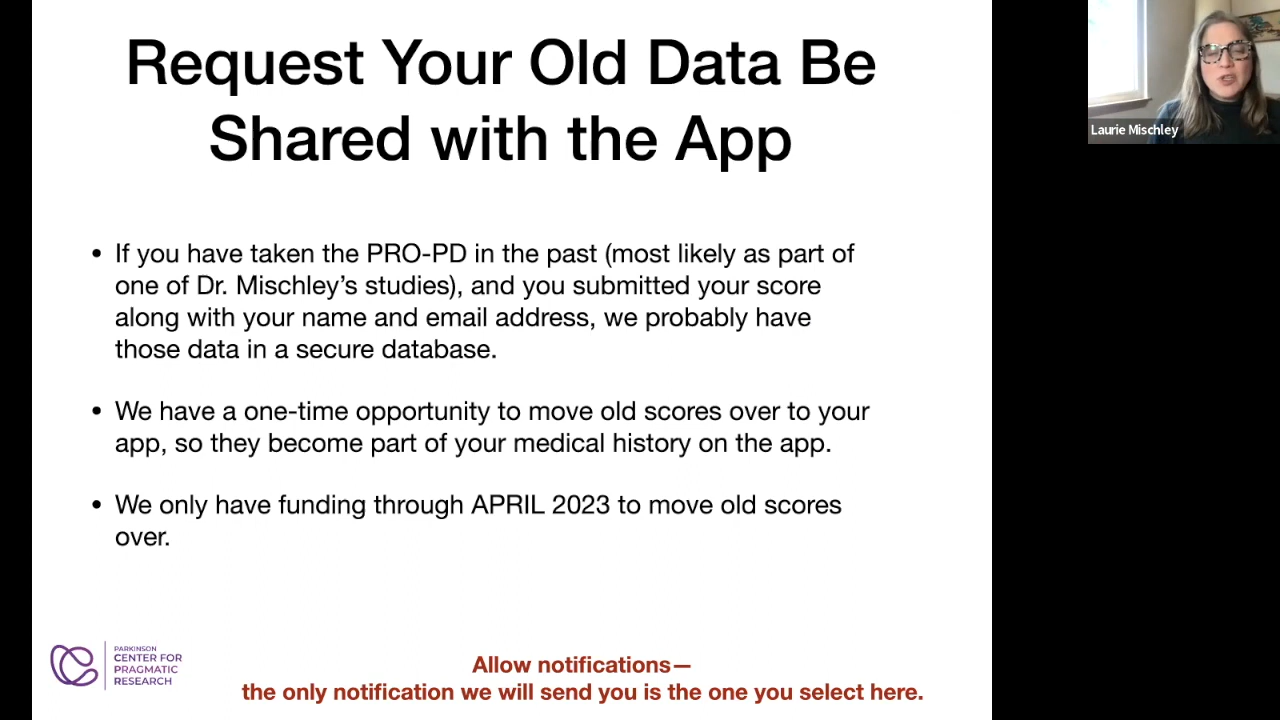 Request Your Old Data Be
Shared with the App
Laurie Mischley
• If you have taken the PRO-PD in the past (most likely as part of
one of Dr. Mischley’s studies), and you submitted your score
along with your name and email address, we probably have
those data in a secure database.
• We have a one-time opportunity to move old scores over to your
app, so they become part of your medical history on the app.
• We only have funding through APRIL 2023 to move old scores
over.
PARKINSON
CENTER FOR
PRAGMATIC
RESEARCH
Allow notifications—
the only notification we will send you is the one you select here.